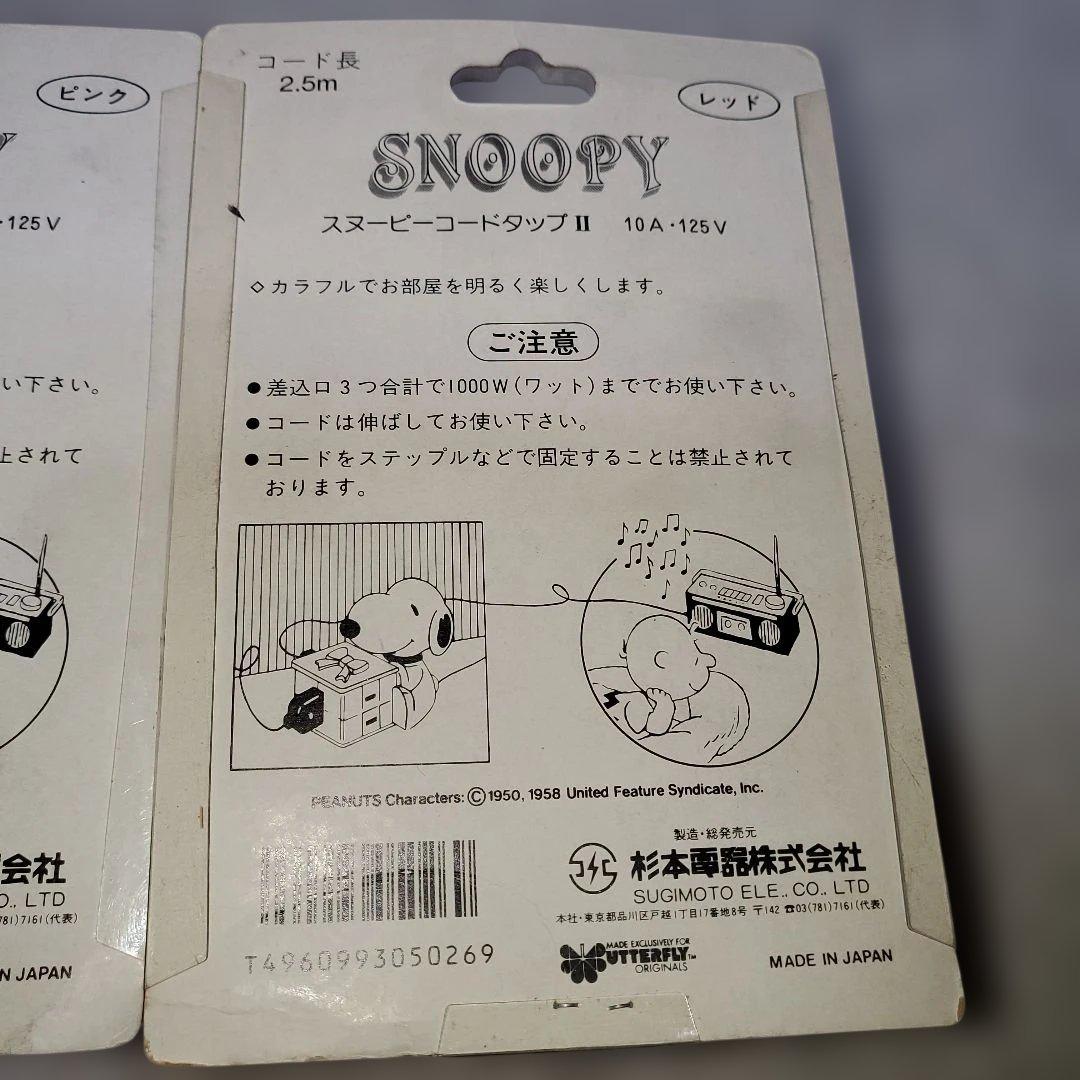 ピンク
・125V
い下さい。
止されて
会社
O., LTD
781)7161(代表)
N JAPAN
コード長
2.5m
レッド
SNOOPY
スヌーピーコードタップⅡ 10A・125V
◇カラフルでお部屋を明るく楽しくします。
ご注意
●差込口3つ合計で1000W(ワット)まででお使い下さい。
●コードは伸ばしてお使い下さい。
●コードをステップルなどで固定することは禁止されて
おります。
PEANUTS Characters:©1950, 1958 United Feature Syndicate, Inc.
製造・総発売元
杉本電器株式会社
SUGIMOTO ELE., CO., LTD
本社・東京都品川区戸越1丁目17番地8号 〒142 ☎03(781)7161(代表)
T4960993050269
MADE EXCLUSIVELY FOR
BUTTERFLY™
ORIGINALS
MADE IN JAPAN